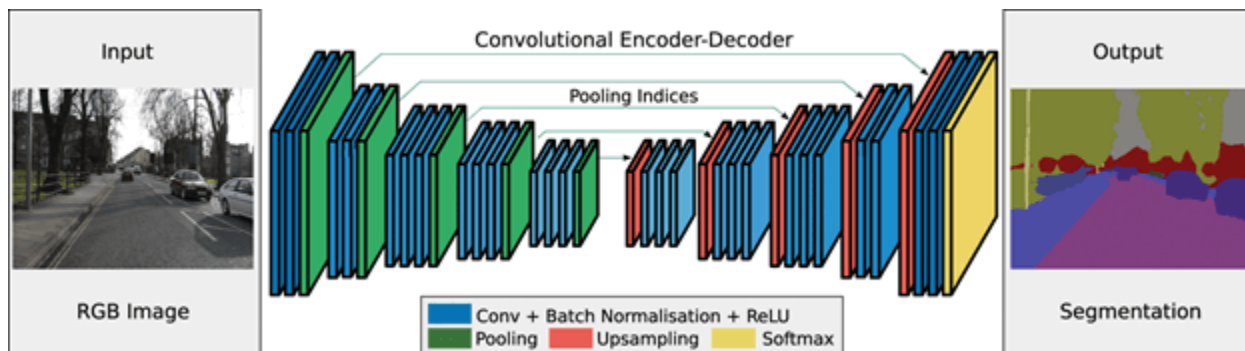 Input
RGB Image
Convolutional Encoder-Decoder
Pooling Indices
Conv + Batch Normalisation + ReLU
Pooling Upsampling Softmax
Output
Segmentation